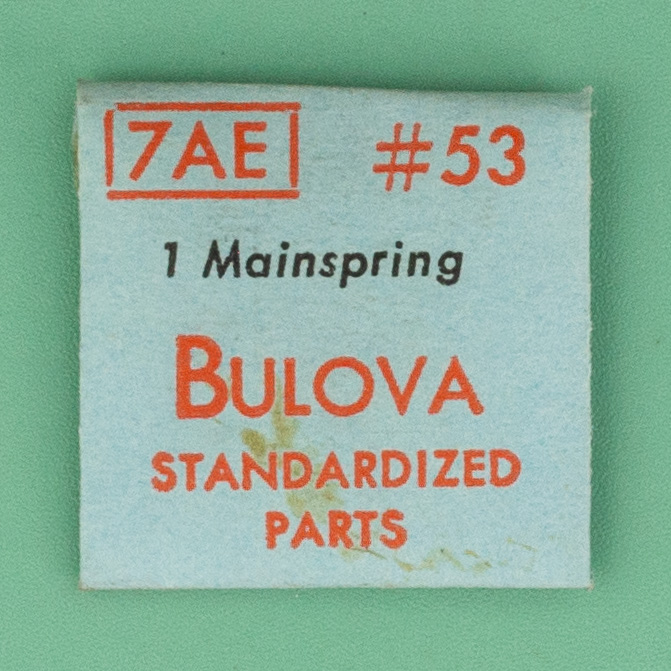 7AE #53
1 Mainspring
BULOVA
STANDARDIZED
PARTS